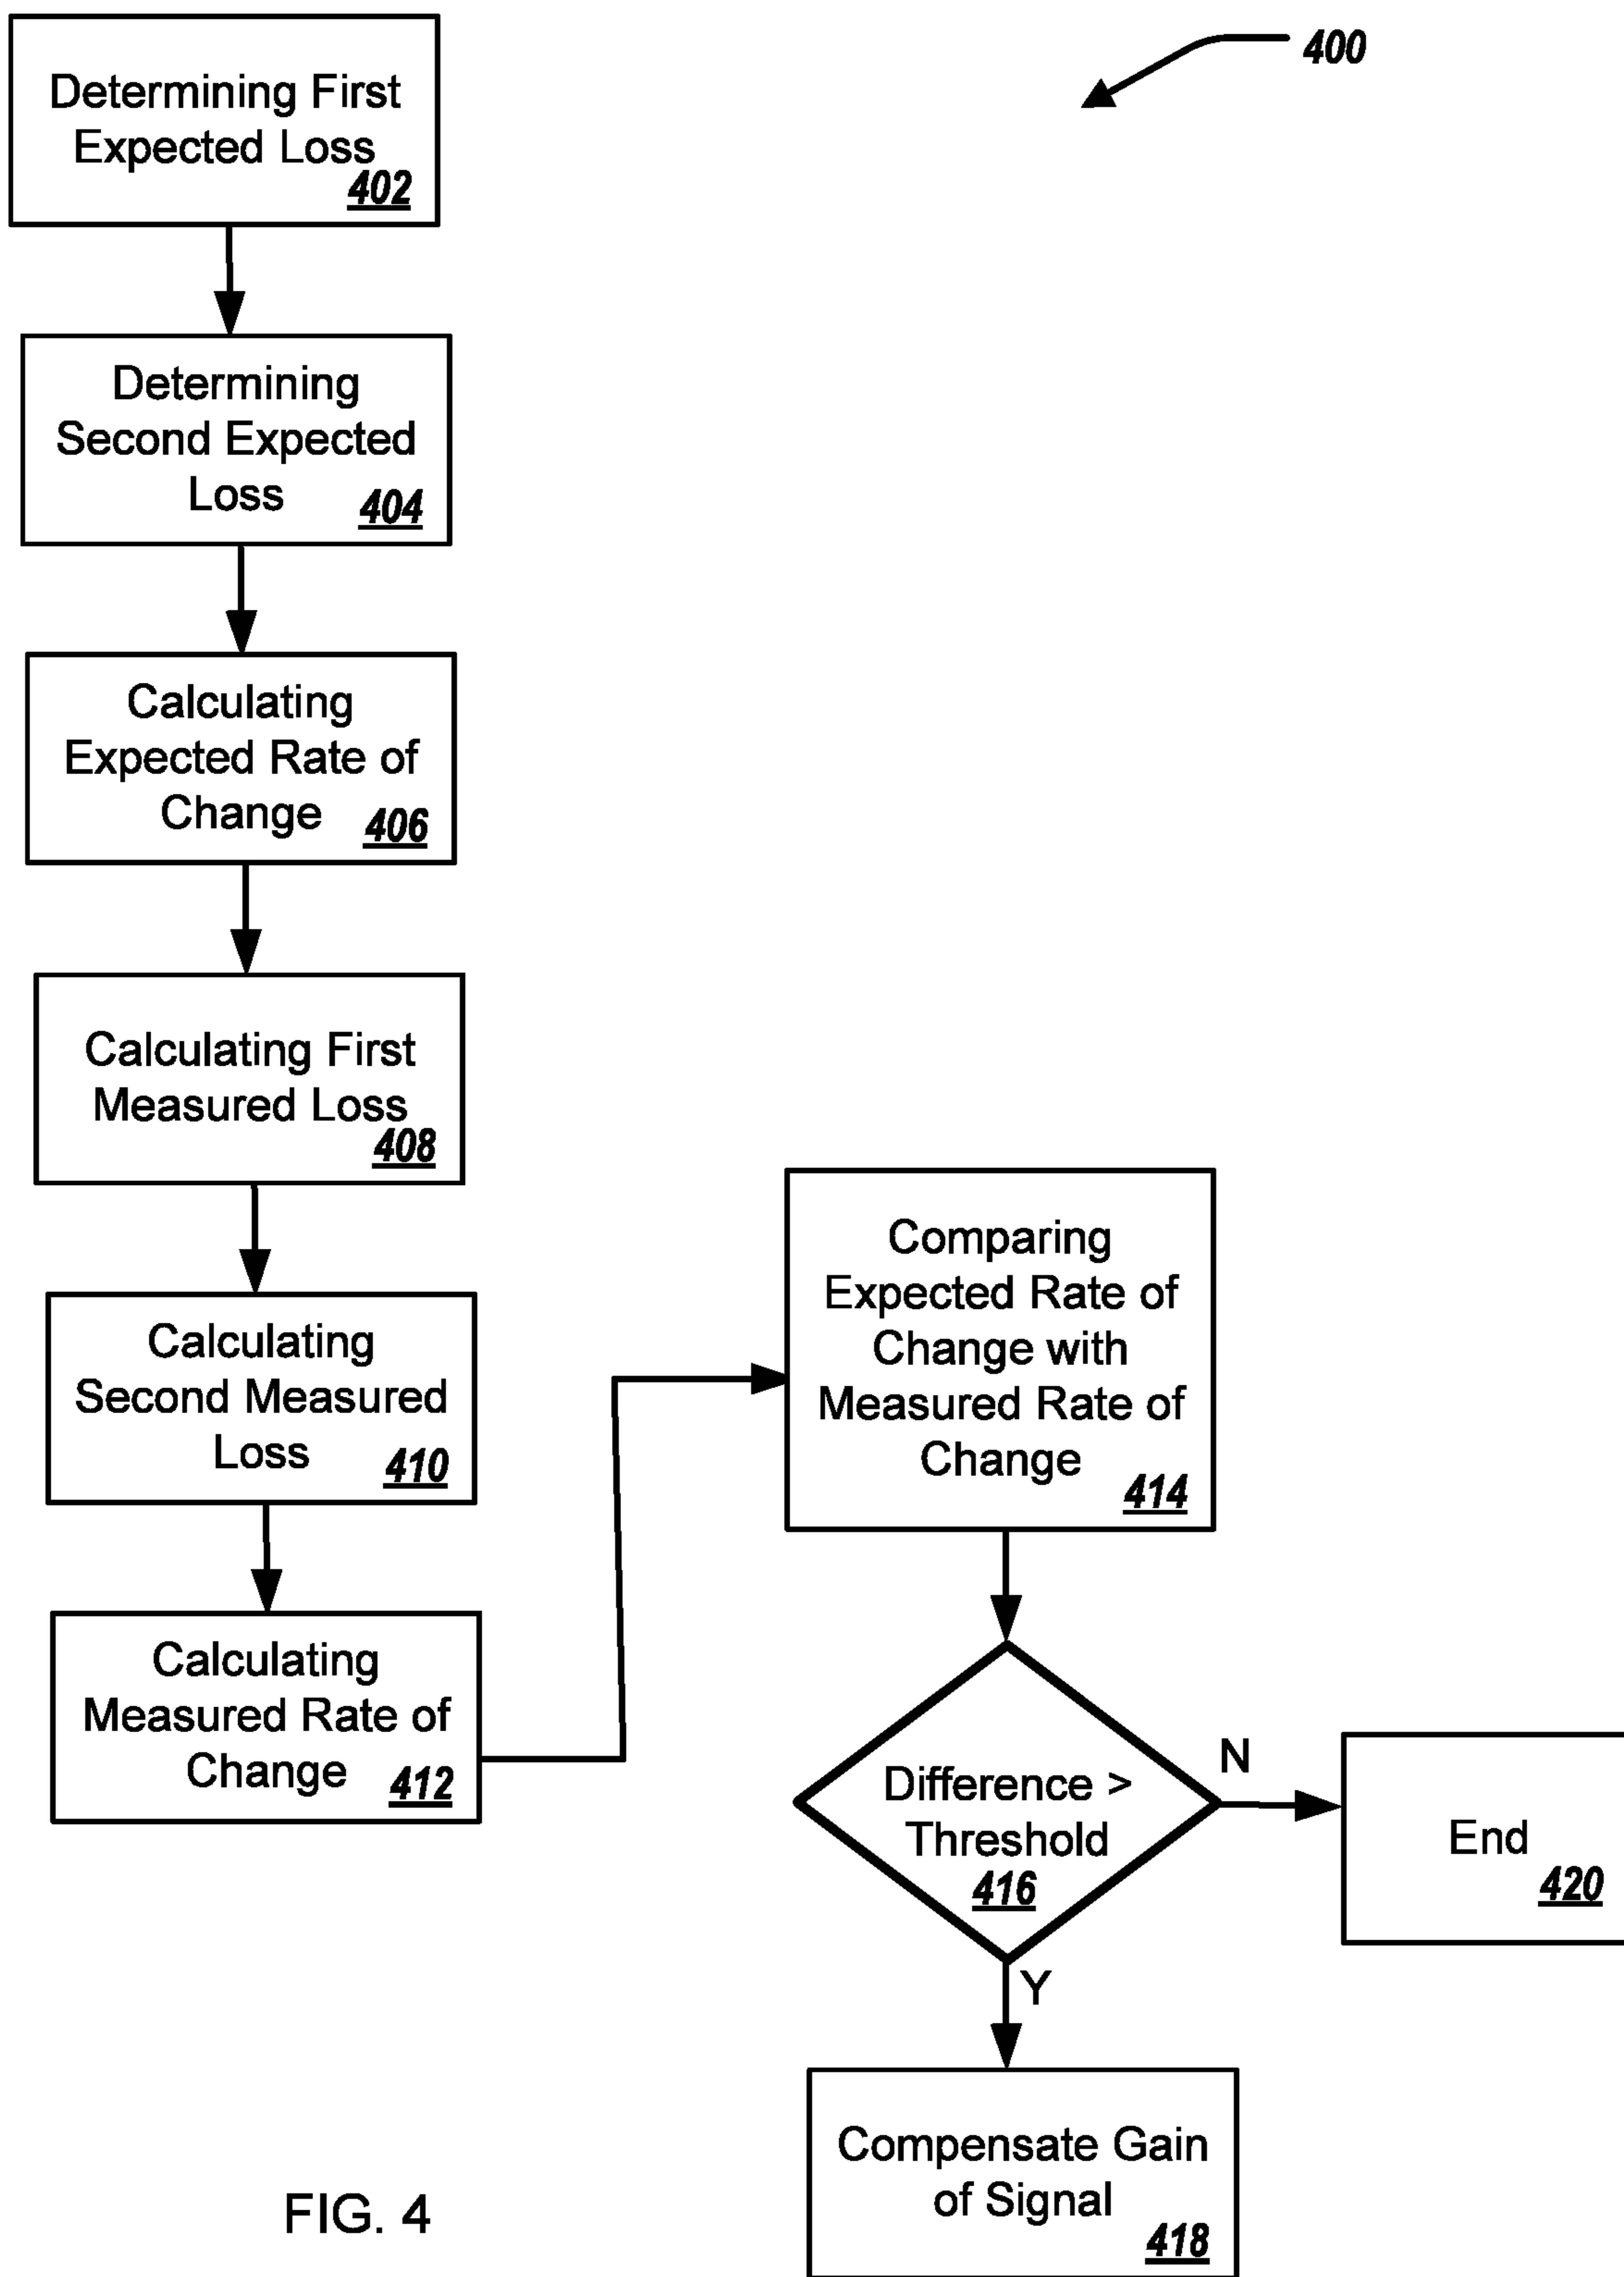 400
Determining First
Expected Loss
402
Determining
Second Expected
Loss
404
Calculating
Expected Rate of
Change
406
Calculating First
Measured Loss
408
Calculating
Second Measured
Loss
410
Calculating
Measured Rate of
Change
412
Comparing
Expected Rate of
Change with
Measured Rate of
Change
414
Difference >
Threshold
416
N
End
420
Y
Compensate Gain
of Signal
418
FIG. 4